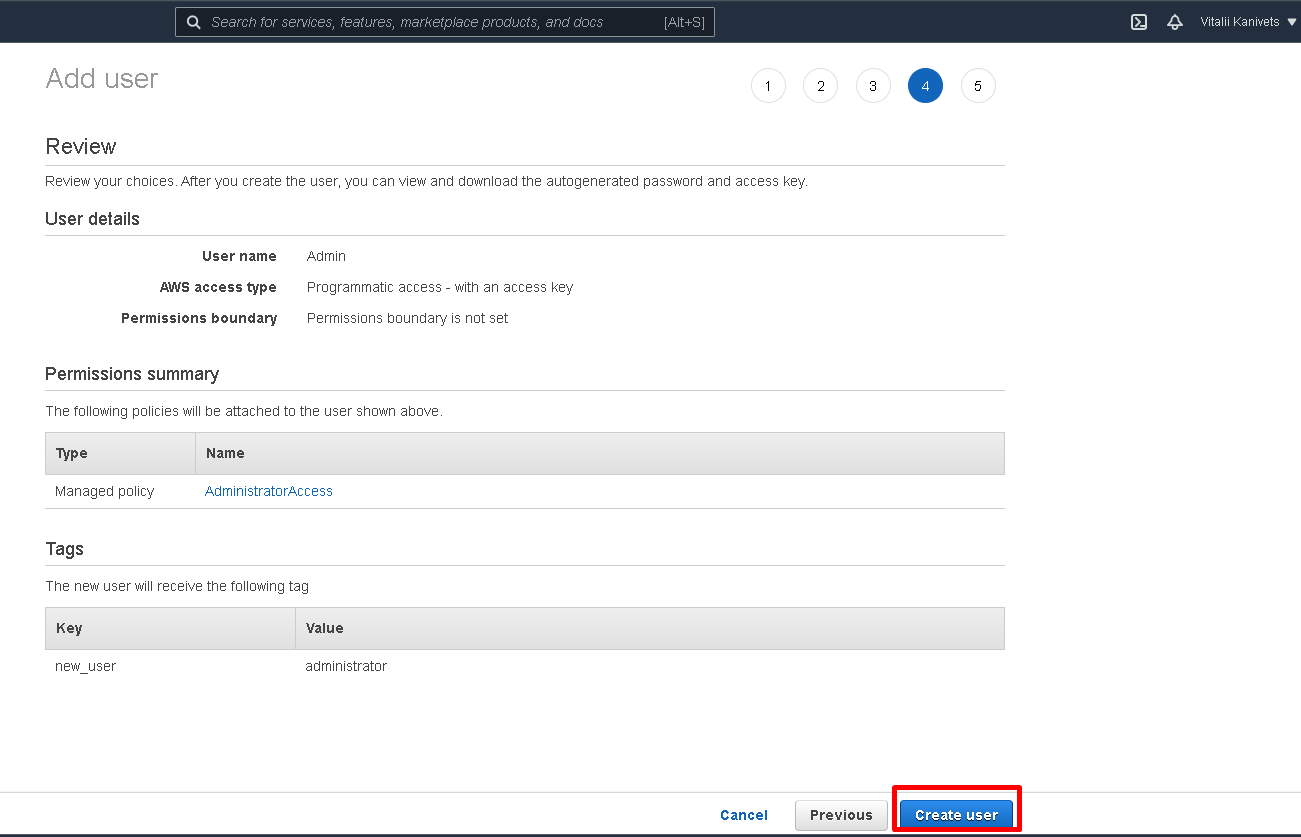 Search for services, features, marketplace products, and docs [Alt+S] Vitalii Kanivets
Add user 1 2 3 4 5
Review
Review your choices. After you create the user, you can view and download the autogenerated password and access key.
User details
User name Admin
AWS access type Programmatic access - with an access key
Permissions boundary Permissions boundary is not set
Permissions summary
The following policies will be attached to the user shown above.
Type Name
Managed policy AdministratorAccess
Tags
The new user will receive the following tag
Key Value
new_user administrator
Cancel Previous Create user